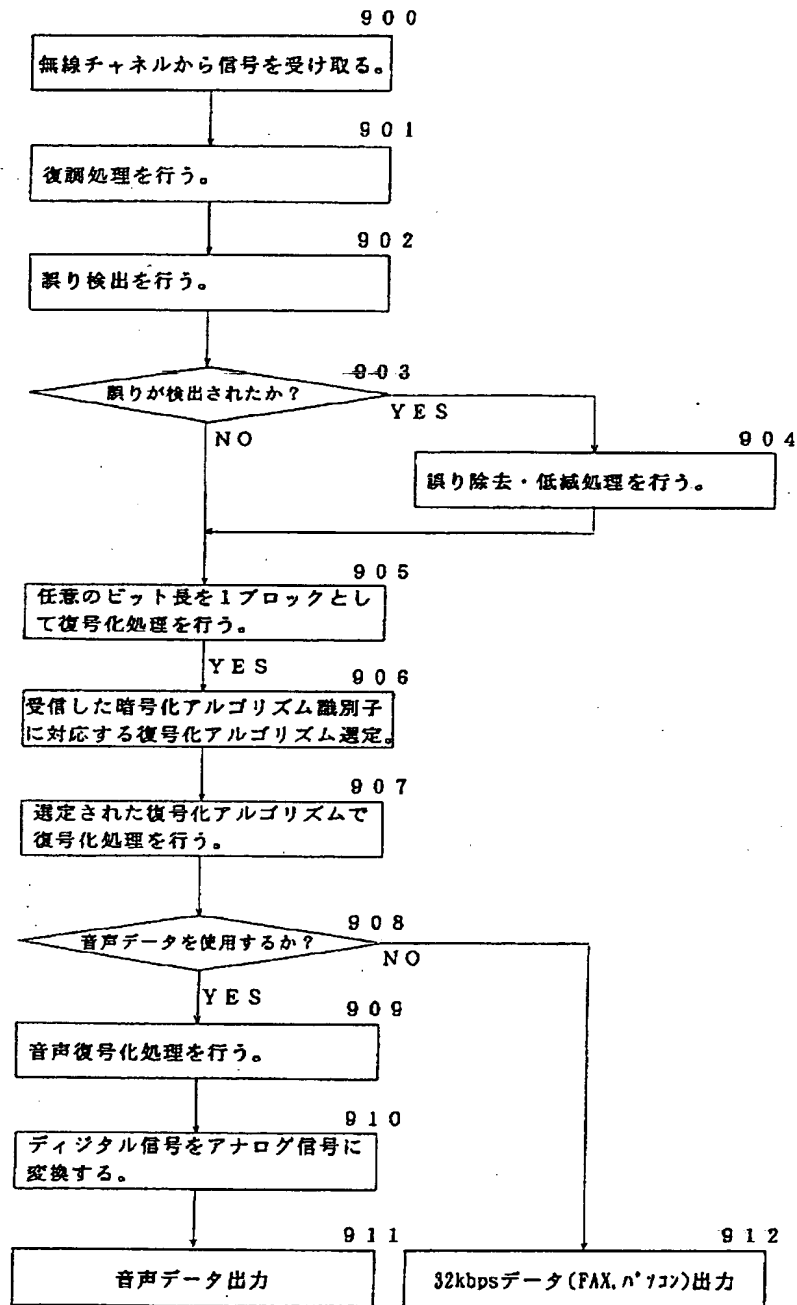 900
無線チャネルから信号を受け取る。
901
復調処理を行う。
902
誤り検出を行う。
903
誤りが検出されたか?
YES
NO
904
誤り除去・低減処理を行う。
905
任意のビット長を1ブロックとし
て復号化処理を行う。
YES
906
受信した暗号化アルゴリズム識別子
に対応する復号化アルゴリズム選定。
907
選定された復号化アルゴリズムで
復号化処理を行う。
908
音声データを使用するか?
NO
YES
909
音声復号化処理を行う。
910
ディジタル信号をアナログ信号に
変換する。
911
音声データ出力
912
32kbpsデータ(FAX,パソコン)出力